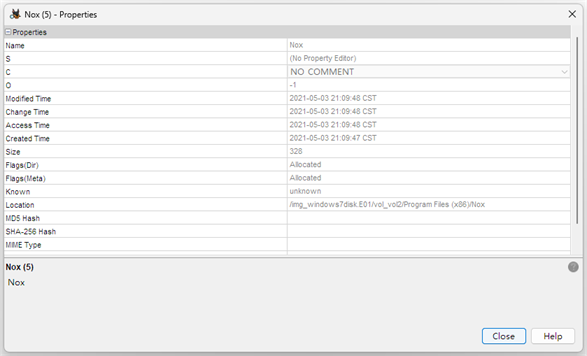 Nox (5) - Properties
Properties
Name Nox
S (No Property Editor)
C NO COMMENT
O -1
Modified Time 2021-05-03 21:09:48 CST
Change Time 2021-05-03 21:09:48 CST
Access Time 2021-05-03 21:09:48 CST
Created Time 2021-05-03 21:09:47 CST
Size 328
Flags(Dir) Allocated
Flags(Meta) Allocated
Known unknown
Location /img_windows7disk.E01/vol_vol2/Program Files (x86)/Nox
MD5 Hash
SHA-256 Hash
MIME Type
Nox (5)
?
Nox
Close Help